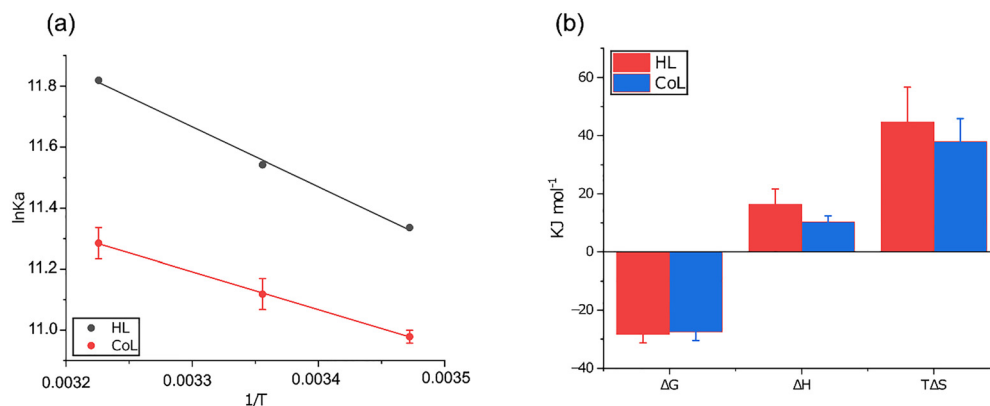 (a)
lnKa
11.8
11.6
11.4
11.2
11.0
HL
CoL
0.0032
0.0033
0.0034
0.0035
1/T
(b)
KJ mol⁻¹
60
40
20
0
−20
−40
HL
CoL
ΔG
ΔH
TΔS